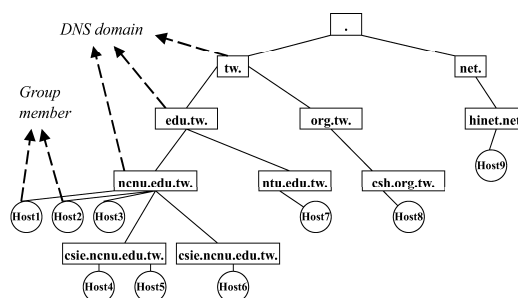 DNS domain
.
tw.
net.
Group
member
edu.tw.
org.tw.
hinet.net
Host9
ncnu.edu.tw.
ntu.edu.tw.
csh.org.tw.
Host1
Host2
Host3
Host7
Host8
csie.ncnu.edu.tw.
csie.ncnu.edu.tw.
Host4
Host5
Host6